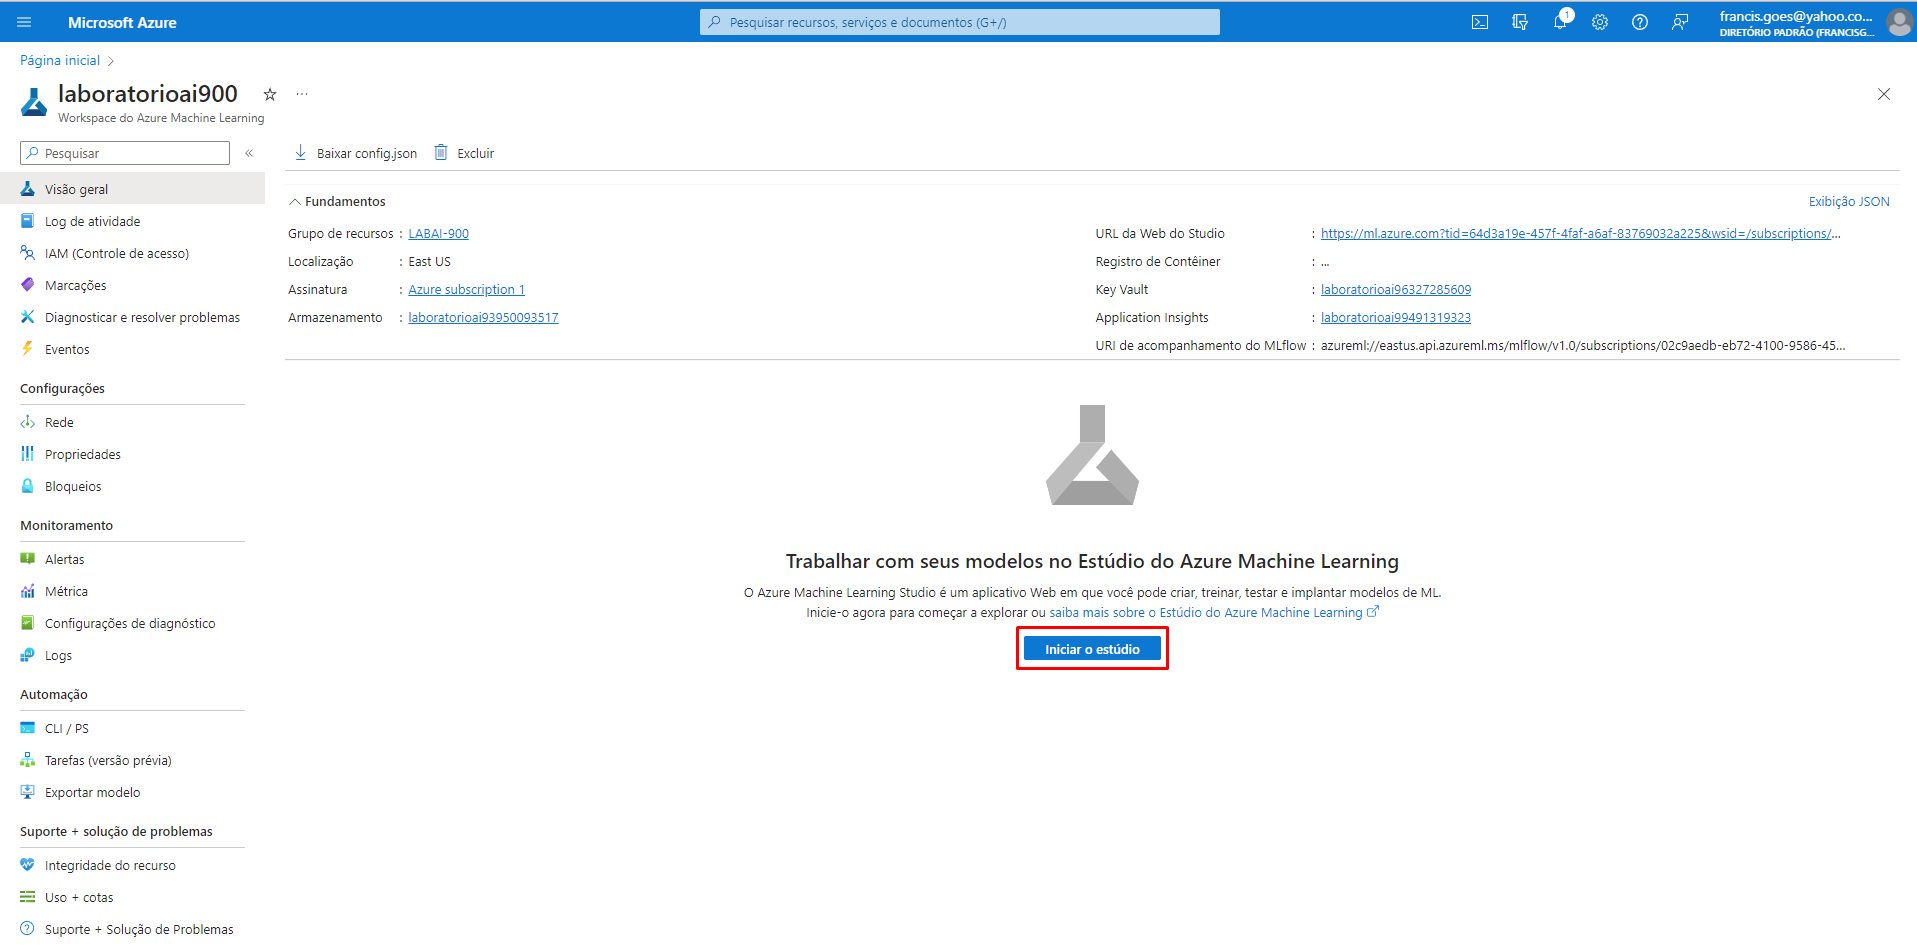 Microsoft Azure
Pesquisar recursos, serviços e documentos (G+/)
1
francis.goes@yahoo.co...
DIRETÓRIO PADRÃO (FRANCISG...
Página inicial
laboratorioai900
Workspace do Azure Machine Learning
Pesquisar
Baixar config.json
Excluir
Visão geral
Log de atividade
IAM (Controle de acesso)
Marcações
Diagnosticar e resolver problemas
Eventos
Configurações
Rede
Propriedades
Bloqueios
Monitoramento
Alertas
Métrica
Configurações de diagnóstico
Logs
Automação
CLI / PS
Tarefas (versão prévia)
Exportar modelo
Suporte + solução de problemas
Integridade do recurso
Uso + cotas
Suporte + Solução de Problemas
Fundamentos
Exibição JSON
Grupo de recursos : LABAI-900
Localização : East US
Assinatura : Azure subscription 1
Armazenamento : laboratorioai93950093517
URL da Web do Studio : https://ml.azure.com?tid=64d3a19e-457f-4faf-a6af-83769032a225&wsid=/subscriptions/...
Registro de Contêiner : ...
Key Vault : laboratorioai96327285609
Application Insights : laboratorioai99491319323
URI de acompanhamento do MLflow : azureml://eastus.api.azureml.ms/mlflow/v1.0/subscriptions/02c9aedb-eb72-4100-9586-45...
Trabalhar com seus modelos no Estúdio do Azure Machine Learning
O Azure Machine Learning Studio é um aplicativo Web em que você pode criar, treinar, testar e implantar modelos de ML.
Inicie-o agora para começar a explorar ou saiba mais sobre o Estúdio do Azure Machine Learning
Iniciar o estúdio